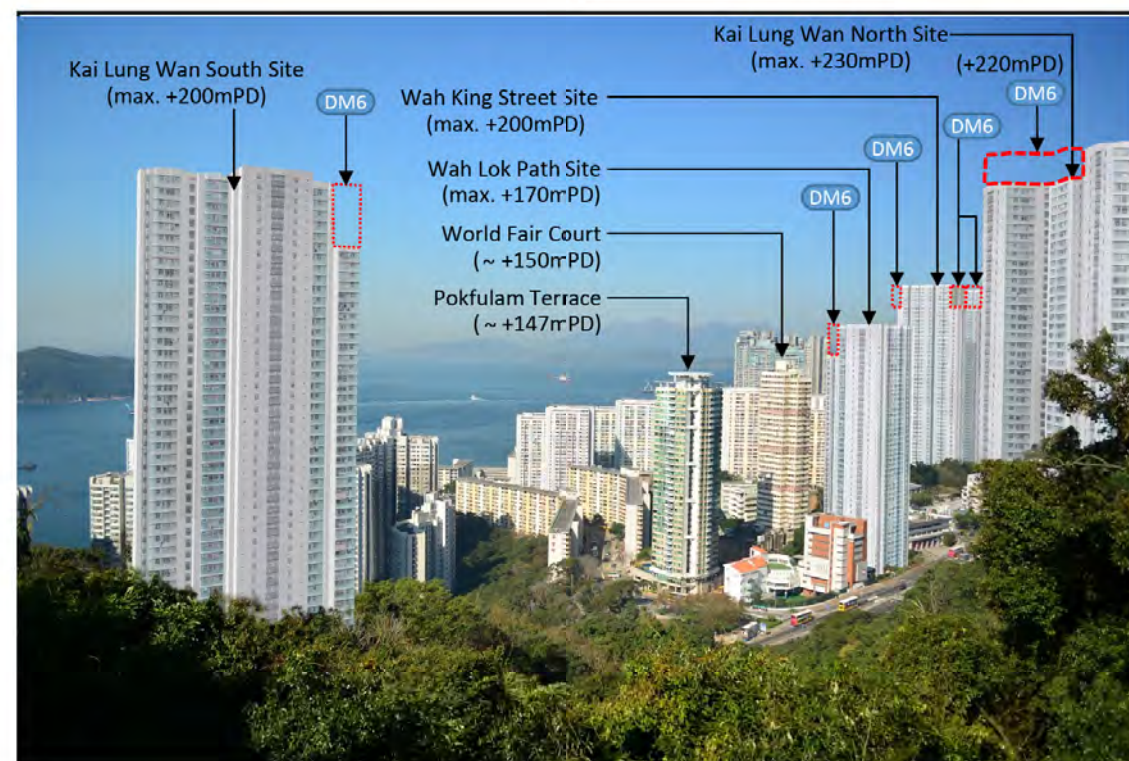 Kai Lung Wan South Site
(max. +200mPD)
DM6
Wah King Street Site
(max. +200mPD)
Wah Lok Path Site
(max. +170mPD)
World Fair Court
(~ +150mPD)
Pokfulam Terrace
(~ +147mPD)
DM6
DM6
DM6
Kai Lung Wan North Site
(max. +230mPD)
(+220mPD)
DM6